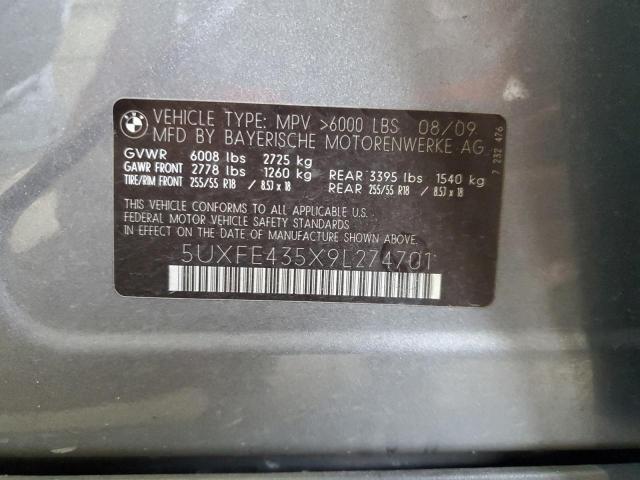 BMW
VEHICLE TYPE: MPV >6000 LBS 08/09
MFD BY BAYERISCHE MOTORENWERKE AG
GVWR 6008 lbs 2725 kg
GAWR FRONT 2778 lbs 1260 kg REAR 3395 lbs 1540 kg
TIRE/RIM FRONT 255/55 R18 / 8.5J x 18 REAR 255/55 R18 / 8.5J x 18
THIS VEHICLE CONFORMS TO ALL APPLICABLE U.S.
FEDERAL MOTOR VEHICLE SAFETY STANDARDS
IN EFFECT ON THE DATE OF MANUFACTURE SHOWN ABOVE.
5UXFE435X9L274701
7 232 476